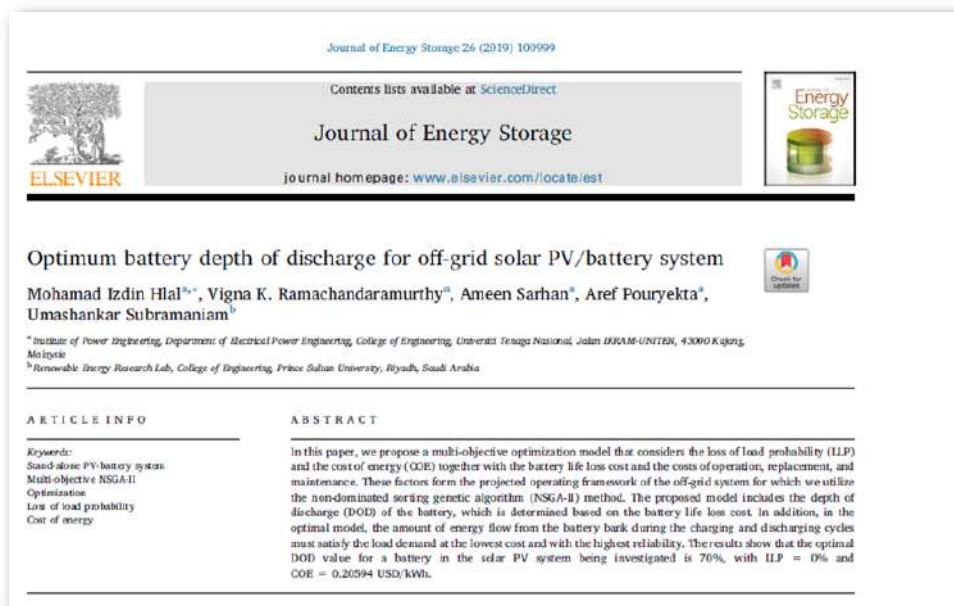 Journal of Energy Storage 26 (2019) 100999
Contents lists available at ScienceDirect
Journal of Energy Storage
journal homepage: www.elsevier.com/locate/est
ELSEVIER
Energy
Storage
Optimum battery depth of discharge for off-grid solar PV/battery system
Check for
updates
Mohamad Izdin Hlal a,*, Vigna K. Ramachandaramurthy a, Ameen Sarhan a, Aref Pouryekta a,
Umashankar Subramaniam b
a Institute of Power Engineering, Department of Electrical Power Engineering, College of Engineering, Universiti Tenaga Nasional, Jalan IKRAM-UNITEN, 43000 Kajang,
Malaysia
b Renewable Energy Research Lab, College of Engineering, Prince Sultan University, Riyadh, Saudi Arabia
ARTICLE INFO
Keywords:
Stand-alone PV-battery system
Multi-objective NSGA-II
Optimization
Loss of load probability
Cost of energy
ABSTRACT
In this paper, we propose a multi-objective optimization model that considers the loss of load probability (LLP)
and the cost of energy (COE) together with the battery life loss cost and the costs of operation, replacement, and
maintenance. These factors form the projected operating framework of the off-grid system for which we utilize
the non-dominated sorting genetic algorithm (NSGA-II) method. The proposed model includes the depth of
discharge (DOD) of the battery, which is determined based on the battery life loss cost. In addition, in the
optimal model, the amount of energy flow from the battery bank during the charging and discharging cycles
must satisfy the load demand at the lowest cost and with the highest reliability. The results show that the optimal
DOD value for a battery in the solar PV system being investigated is 70%, with LLP = 0% and
COE = 0.20594 USD/kWh.